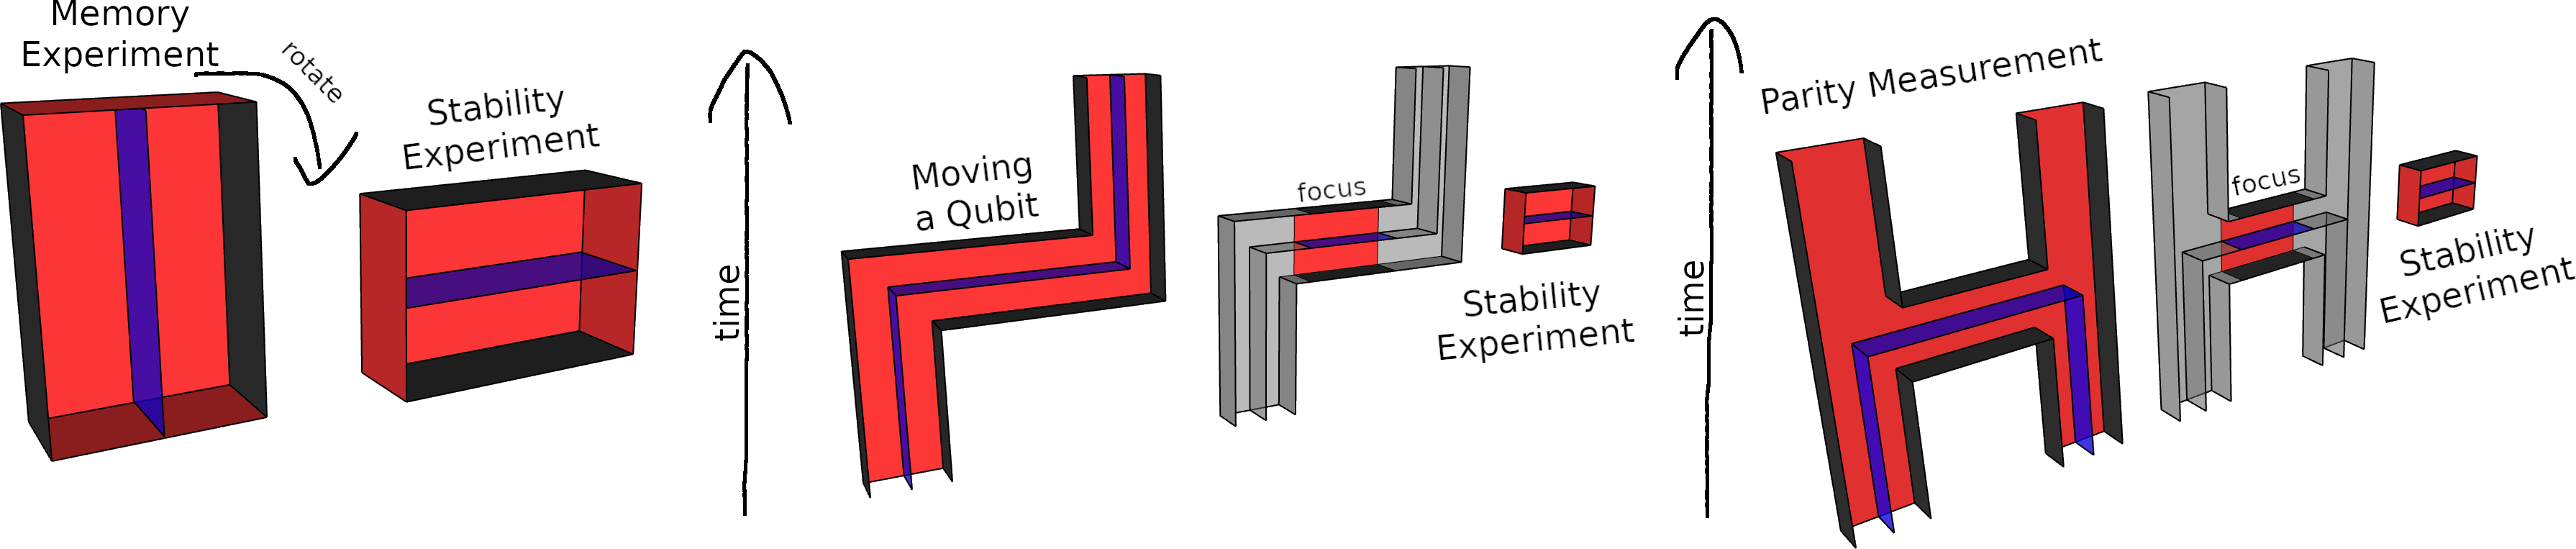 Memory
Experiment
rotate
Stability
Experiment
time
Moving
a Qubit
focus
Stability
Experiment
time
Parity Measurement
focus
Stability
Experiment